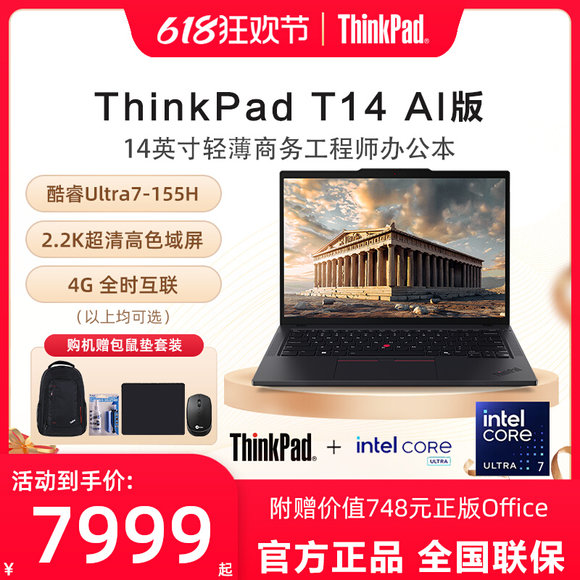 618狂欢节 ThinkPad
ThinkPad T14 AI版
14英寸轻薄商务工程师办公本
酷睿Ultra7-155H
2.2K超清高色域屏
4G 全时互联
(以上均可选)
购机赠包鼠垫套装
ThinkPad
ThinkPad + intel CORE ULTRA
intel CORE ULTRA 7
活动到手价:
¥7999起
附赠价值748元正版Office
官方正品 全国联保